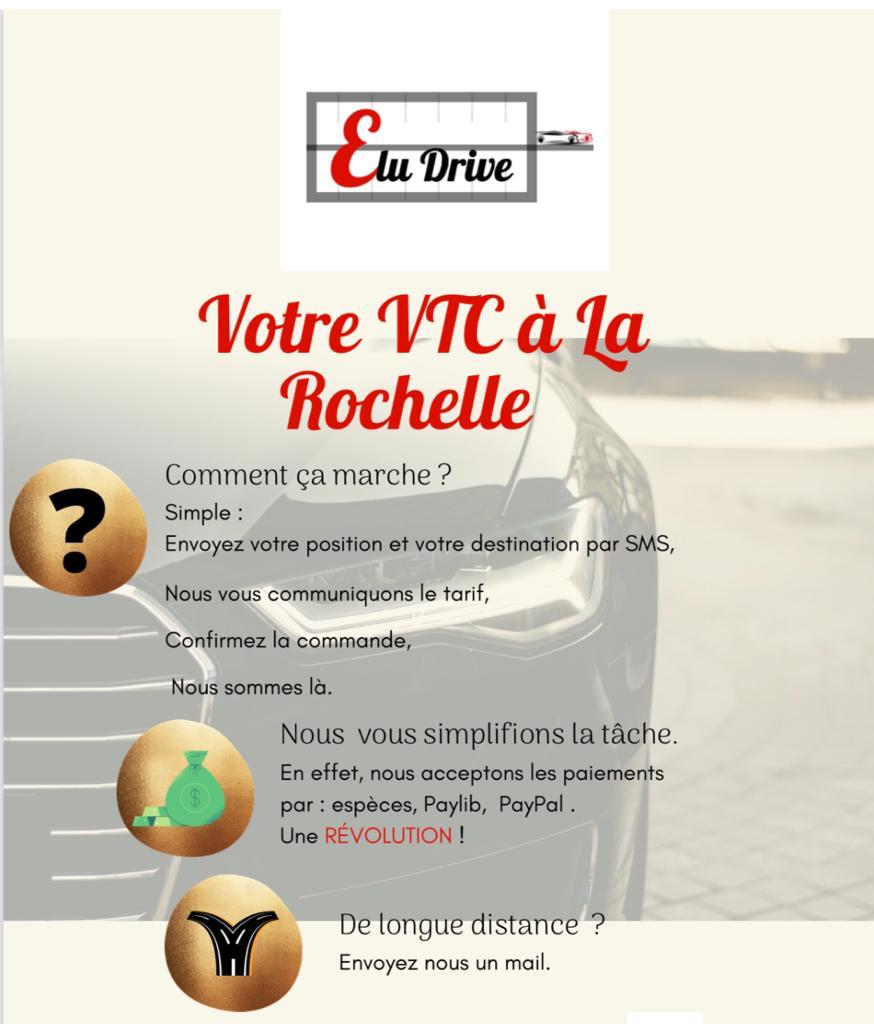 Elu Drive
Votre VTC à La
Rochelle
?
Comment ça marche ?
Simple :
Envoyez votre position et votre destination par SMS,
Nous vous communiquons le tarif,
Confirmez la commande,
Nous sommes là.
$
Nous vous simplifions la tâche.
En effet, nous acceptons les paiements
par : espèces, Paylib, PayPal .
Une RÉVOLUTION !
De longue distance ?
Envoyez nous un mail.